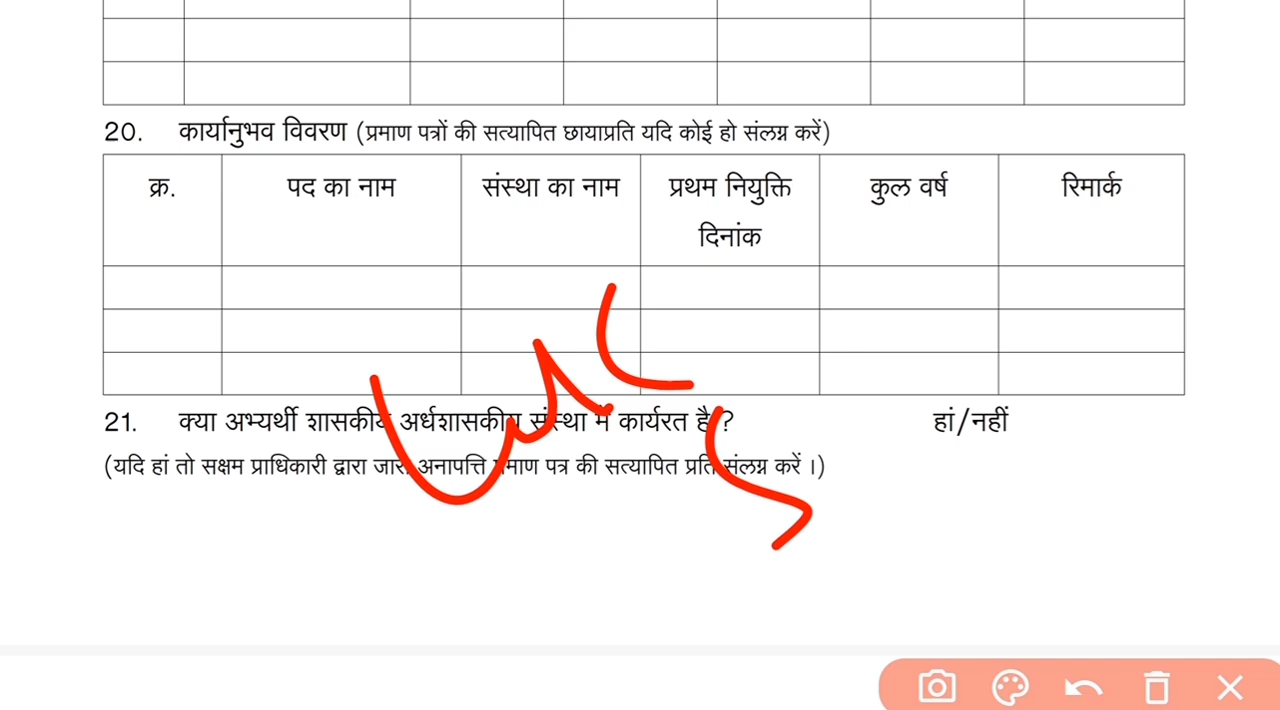 20. कार्यानुभव विवरण (प्रमाण पत्रों की सत्यापित छायाप्रति यदि कोई हो संलग्न करें)
क्र. पद का नाम संस्था का नाम प्रथम नियुक्ति दिनांक कुल वर्ष रिमार्क
21. क्या अभ्यर्थी शासकीय अर्धशासकीय संस्था में कार्यरत है ? हां/नहीं
(यदि हां तो सक्षम प्राधिकारी द्वारा जारी अनापत्ति प्रमाण पत्र की सत्यापित प्रति संलग्न करें ।)